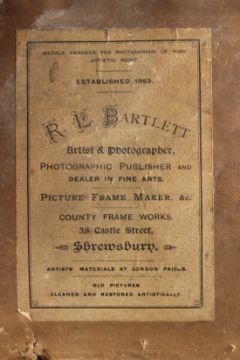 MEDALS AWARDED FOR PHOTOGRAPHS OF HIGH
ARTISTIC MERIT.
ESTABLISHED 1863.
R. L. BARTLETT
Artist & Photographer,
PHOTOGRAPHIC PUBLISHER AND
DEALER IN FINE ARTS.
PICTURE FRAME MAKER, &c.
COUNTY FRAME WORKS.
38 Castle Street,
Shrewsbury.
ARTISTS' MATERIALS AT LONDON PRICES.
OLD PICTURES
CLEANED AND RESTORED ARTISTICALLY.